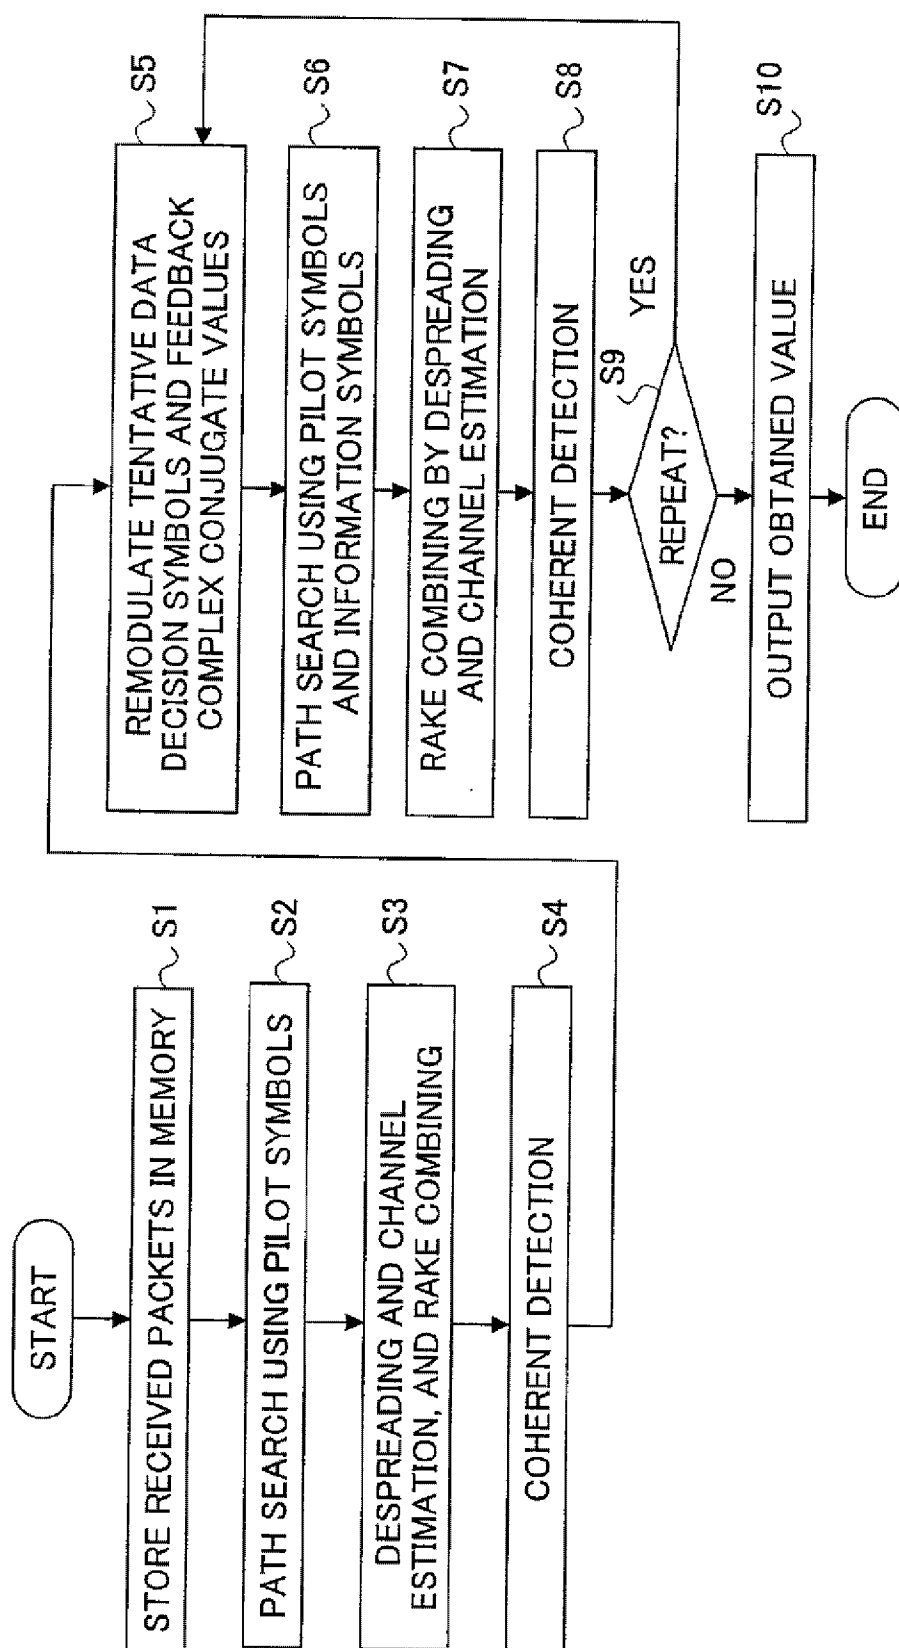 START
STORE RECEIVED PACKETS IN MEMORY
S1
PATH SEARCH USING PILOT SYMBOLS
S2
DESPREADING AND CHANNEL
ESTIMATION, AND RAKE COMBINING
S3
COHERENT DETECTION
S4
REMODULATE TENTATIVE DATA
DECISION SYMBOLS AND FEEDBACK
COMPLEX CONJUGATE VALUES
S5
PATH SEARCH USING PILOT SYMBOLS
AND INFORMATION SYMBOLS
S6
RAKE COMBINING BY DESPREADING
AND CHANNEL ESTIMATION
S7
COHERENT DETECTION
S8
REPEAT?
S9
YES
NO
OUTPUT OBTAINED VALUE
S10
END